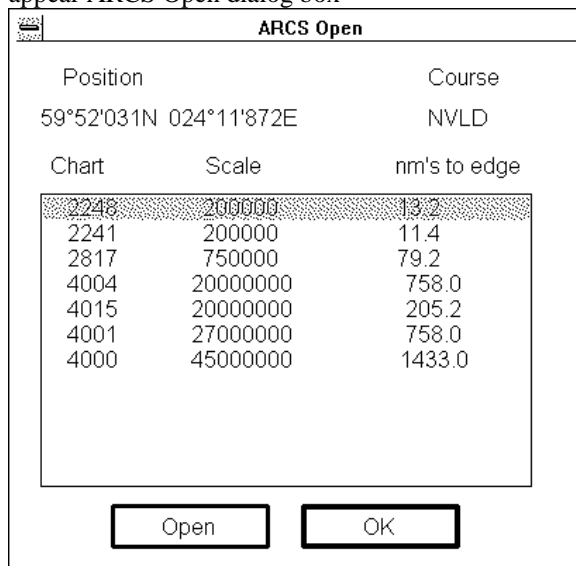 appear ARCS Open dialog box
ARCS Open
Position Course
59°52'031N 024°11'872E NVLD
Chart Scale nm's to edge
2248 200000 13.2
2241 200000 11.4
2817 750000 79.2
4004 20000000 758.0
4015 20000000 205.2
4001 27000000 758.0
4000 45000000 1433.0
Open OK